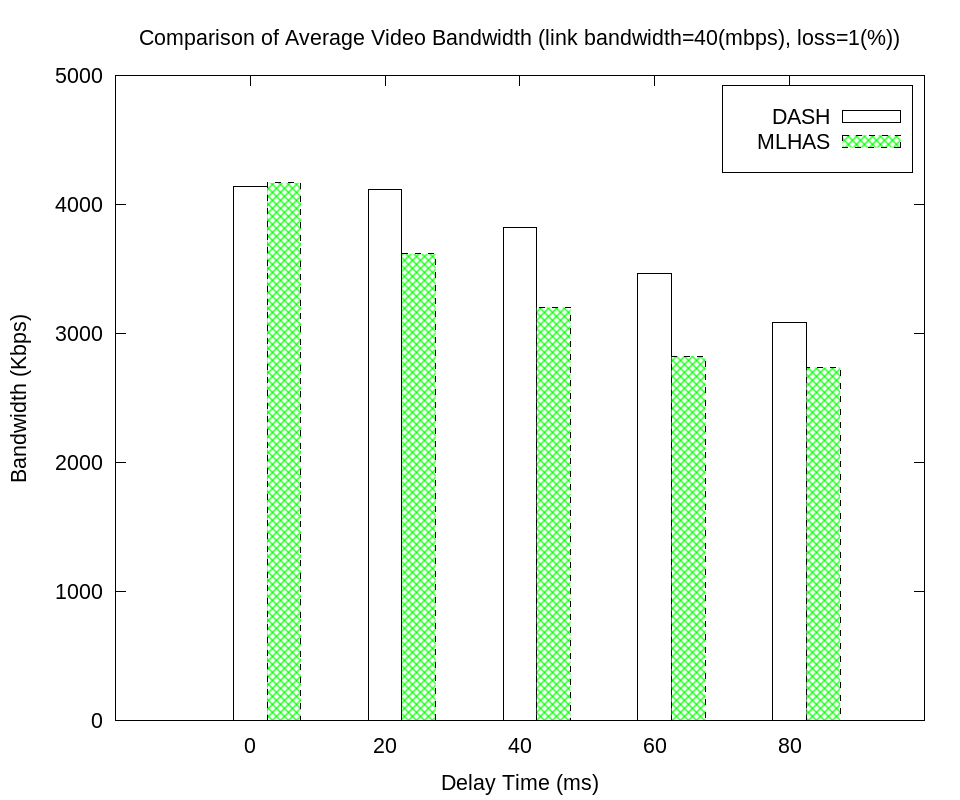 Comparison of Average Video Bandwidth (link bandwidth=40(mbps), loss=1(%))
5000
4000
3000
2000
1000
0
Bandwidth (Kbps)
DASH
MLHAS
0 20 40 60 80
Delay Time (ms)